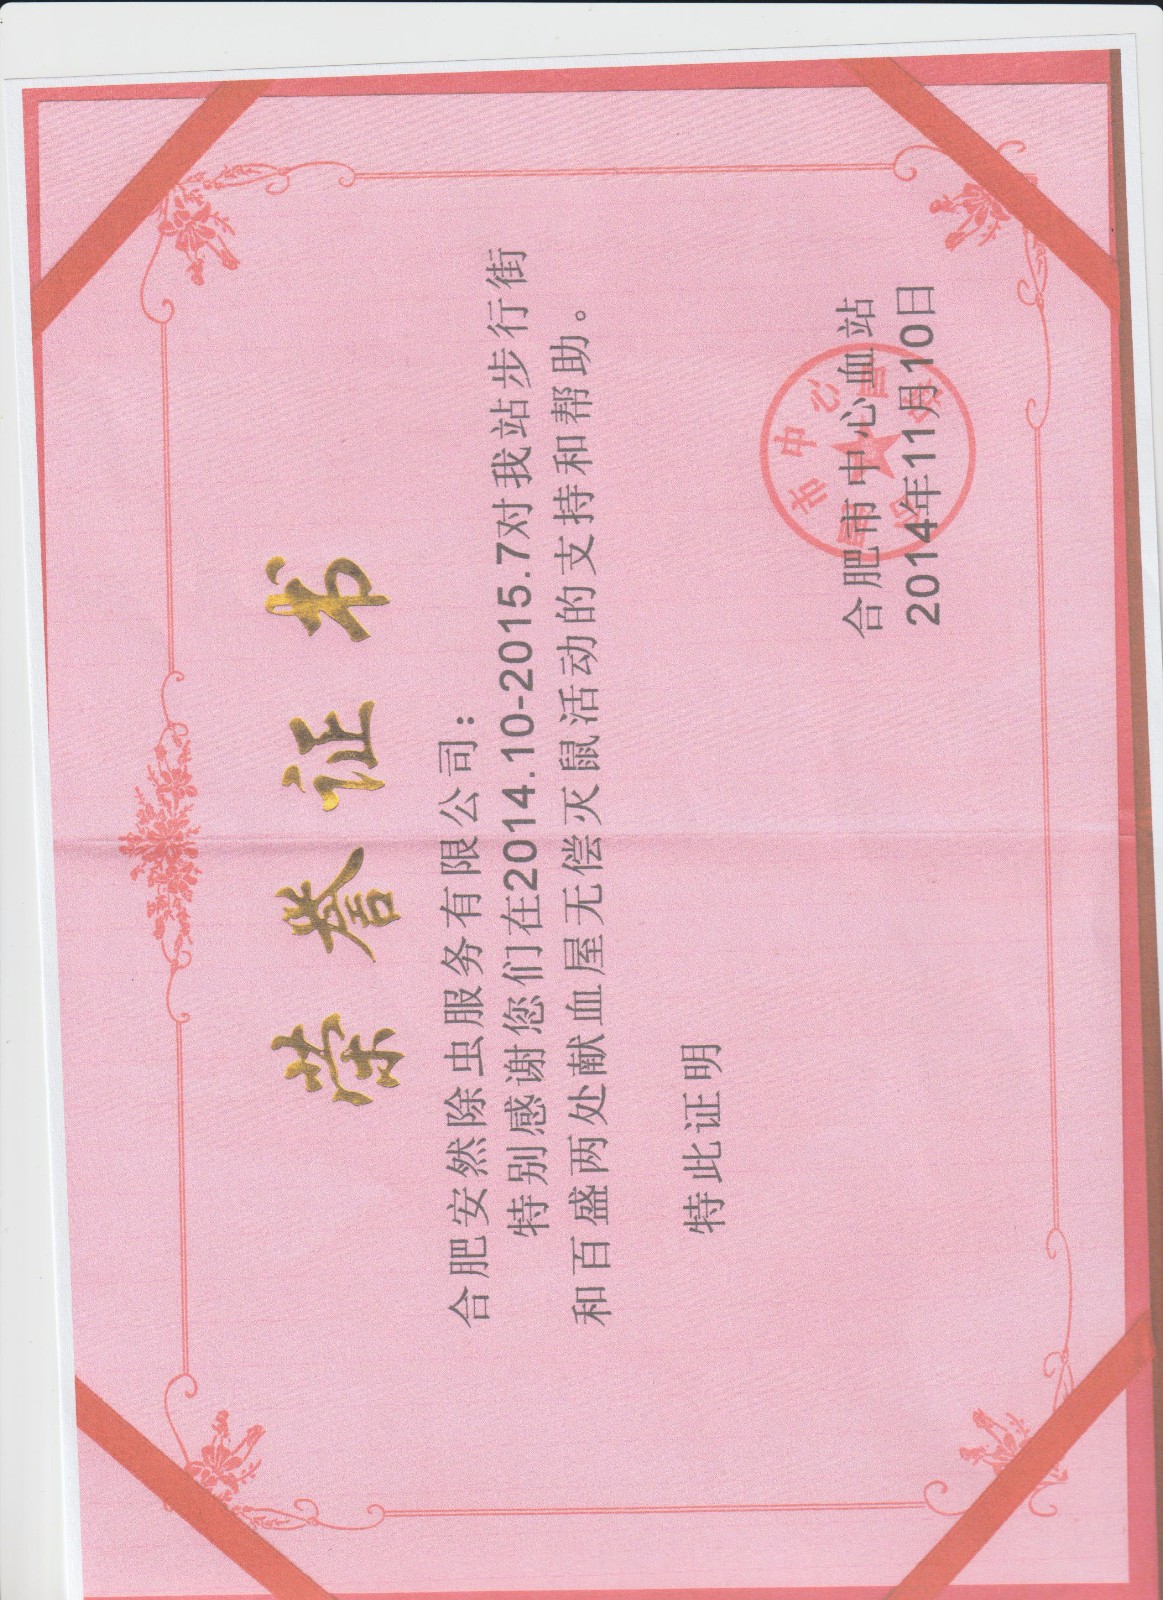 荣誉证书
合肥安然除虫服务有限公司：
特别感谢您们在2014.10-2015.7对我站步行街
和百盛两处献血屋无偿灭鼠活动的支持和帮助。
特此证明
合肥市中心血站
2014年11月10日